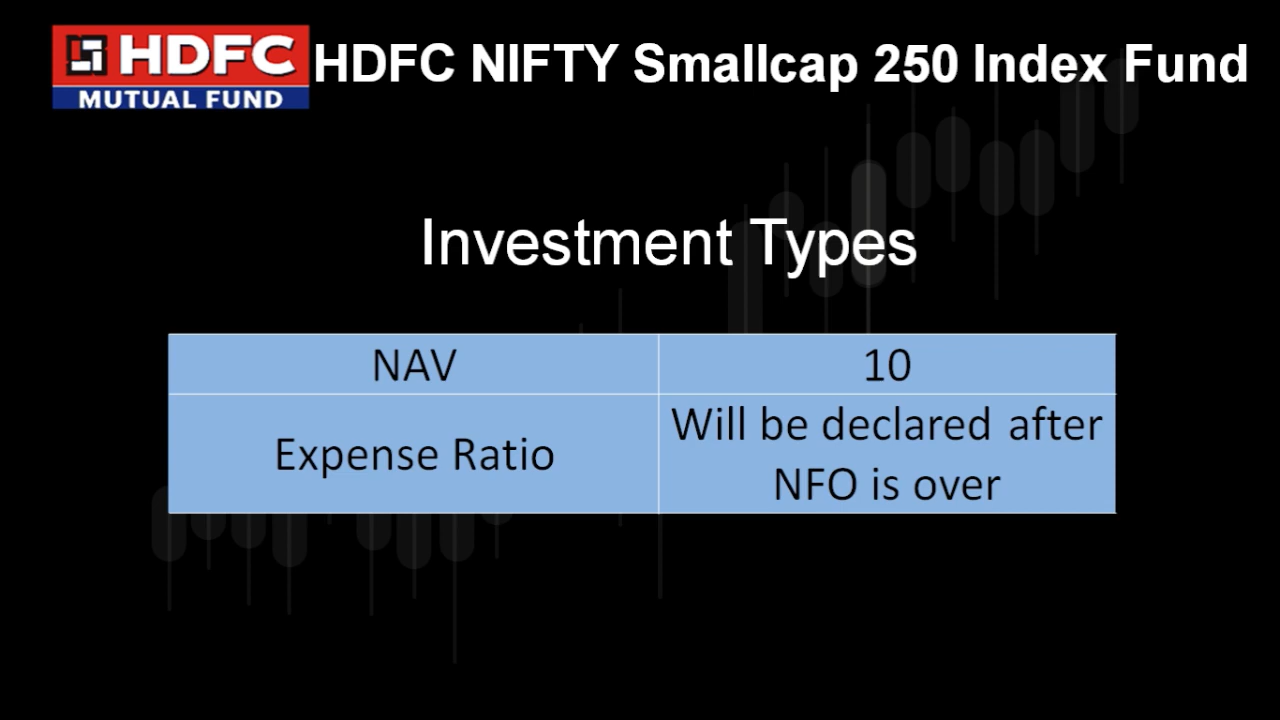 HDFC
MUTUAL FUND
HDFC NIFTY Smallcap 250 Index Fund
Investment Types
NAV
10
Expense Ratio
Will be declared after
NFO is over